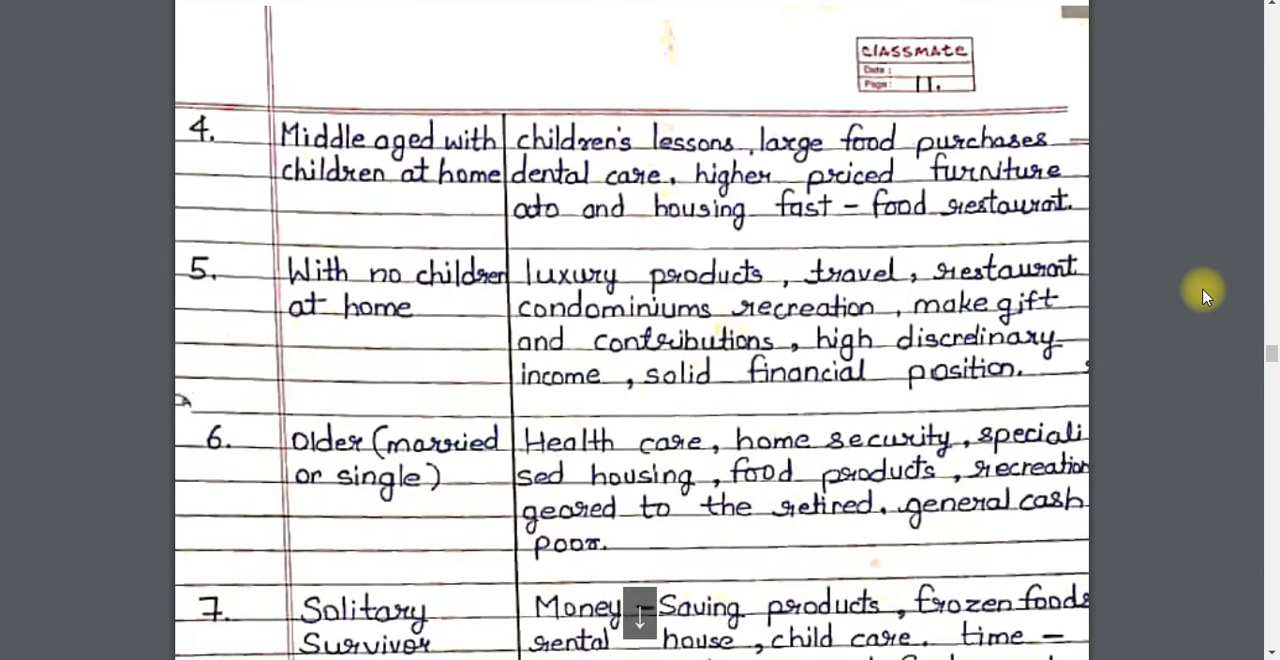 classmate
Date :
Page: 11.
4. Middle aged with children's lessons, large food purchases
children at home dental care, higher priced furniture
acto and housing fast - food restaurat.
5. With no children luxury products, travel, restaurat
at home condominiums recreation, make gift
and contributions, high discredinary
income, solid financial position.
6. Older (married Health care, home security, speciali
or single) sed housing, food products, recreation
geared to the retired. general cash
poor.
7. Solitary Money - Saving products, frozen foods
Survivor rental house, child care. time -